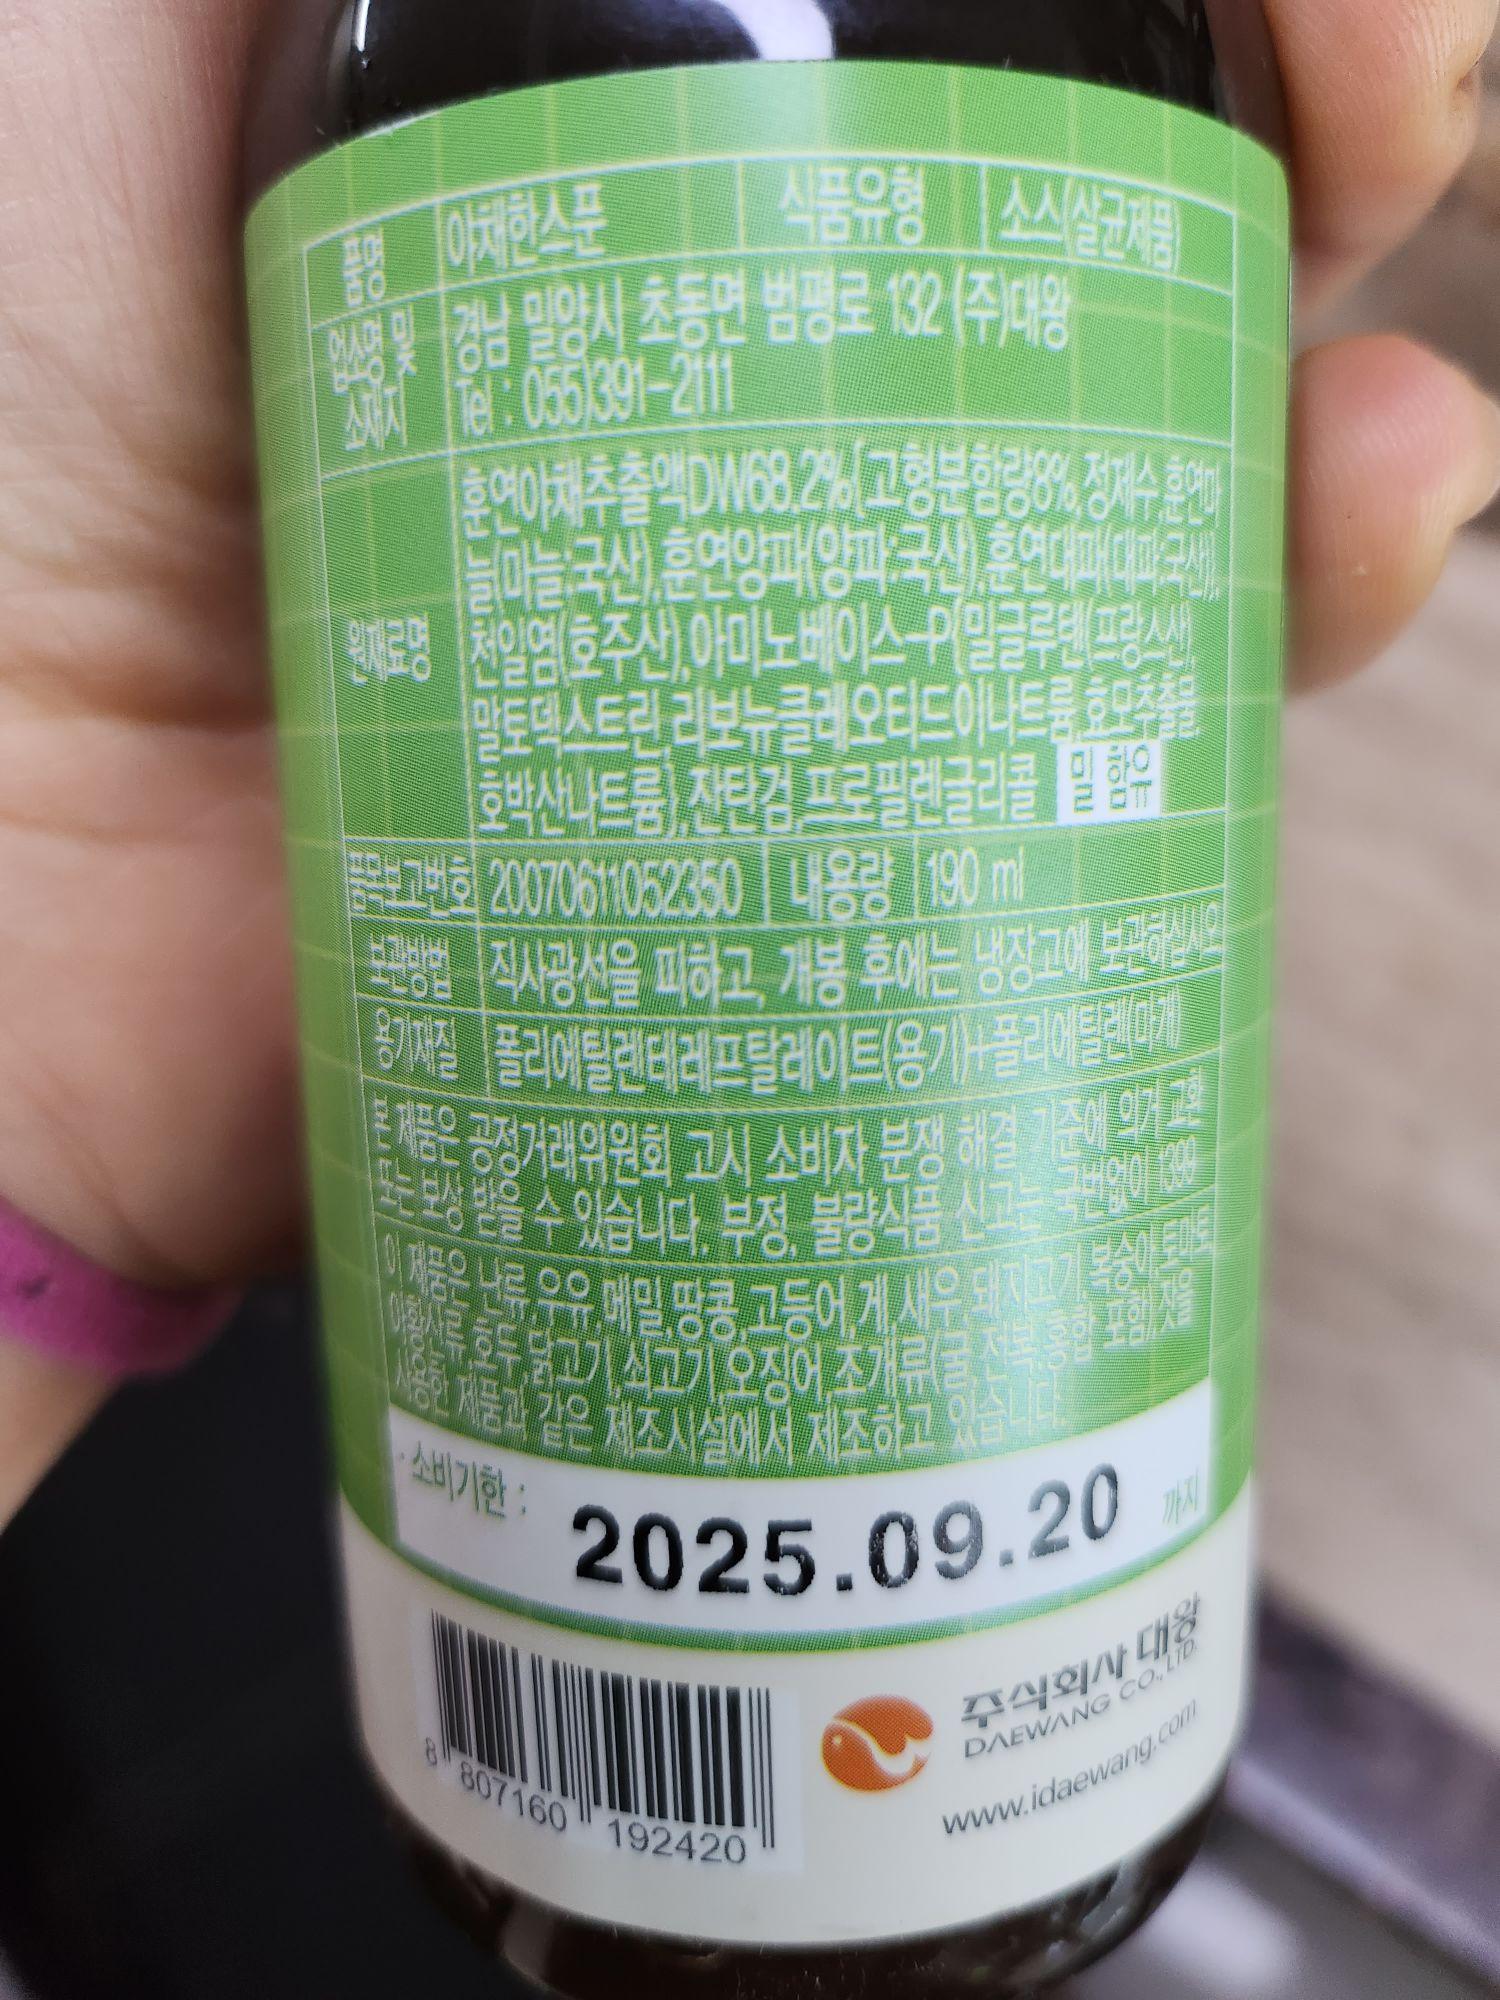 품명 야채한스푼 식품유형 소스(살균제품)
업소명 및 소재지 경남 밀양시 초동면 범평로 132 (주)대왕
Tel : 055)391-2111
원재료명 훈연야채추출액DW68.2%{고형분함량8%, 정제수,훈연마
늘(마늘:국산),훈연양파(양파:국산),훈연대파(대파:국산),
천일염(호주산),아미노베이스-P(밀글루텐(프랑스산),
말토덱스트린,리보뉴클레오티드이나트륨,효모추출물,
호박산나트륨),잔탄검,프로필렌글리콜 밀 함유
품목보고번호 20070611052350 내용량 190 ml
보관방법 직사광선을 피하고, 개봉 후에는 냉장고에 보관하십시오
용기재질 폴리에틸렌테레프탈레이트(용기)+폴리에틸렌(마개)
본 제품은 공정거래위원회 고시 소비자 분쟁 해결 기준에 의거 교환
또는 보상 받을 수 있습니다. 부정, 불량식품 신고는 국번없이 1399
이 제품은 난류,우유,메밀,땅콩,고등어,게,새우,돼지고기,복숭아,토마토,
아황산류,호두,닭고기,쇠고기,오징어,조개류(굴,전복,홍합 포함),잣을
사용한 제품과 같은 제조시설에서 제조하고 있습니다.
· 소비기한 : 2025.09.20 까지
8 807160 192420
주식회사 대왕
DAEWANG CO.,LTD.
www.idaewang.com